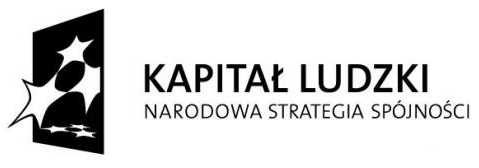 KAPITAŁ LUDZKI
NARODOWA STRATEGIA SPÓJNOŚCI